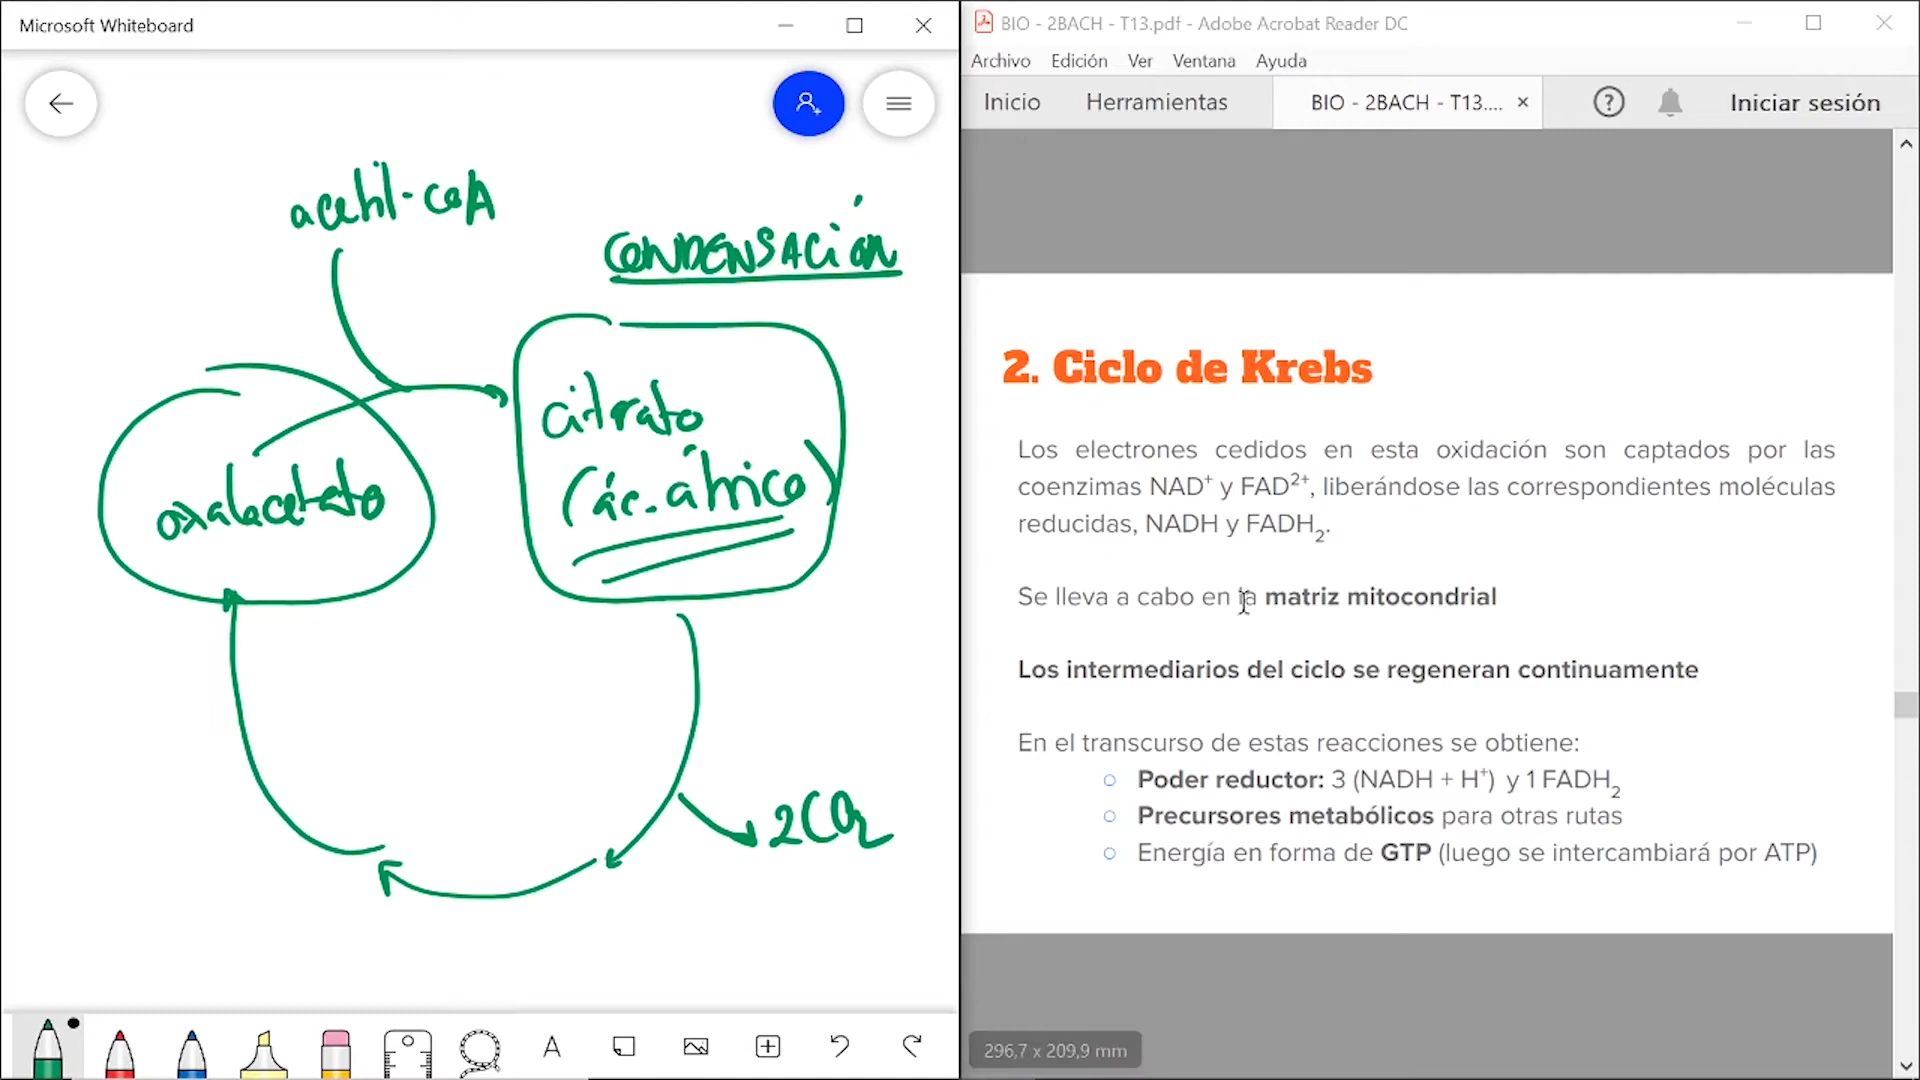 Microsoft Whiteboard
acetil-CoA
CONDENSACIÓN
citrato
(ác. cítrico)
oxalacetato
2CO2
BIO - 2BACH - T13.pdf - Adobe Acrobat Reader DC
Archivo Edición Ver Ventana Ayuda
Inicio Herramientas BIO - 2BACH - T13.... Iniciar sesión
2. Ciclo de Krebs
Los electrones cedidos en esta oxidación son captados por las
coenzimas NAD⁺ y FAD²⁺, liberándose las correspondientes moléculas
reducidas, NADH y FADH₂.
Se lleva a cabo en la matriz mitocondrial
Los intermediarios del ciclo se regeneran continuamente
En el transcurso de estas reacciones se obtiene:
○ Poder reductor: 3 (NADH + H⁺) y 1 FADH₂
○ Precursores metabólicos para otras rutas
○ Energía en forma de GTP (luego se intercambiará por ATP)
296,7 x 209,9 mm